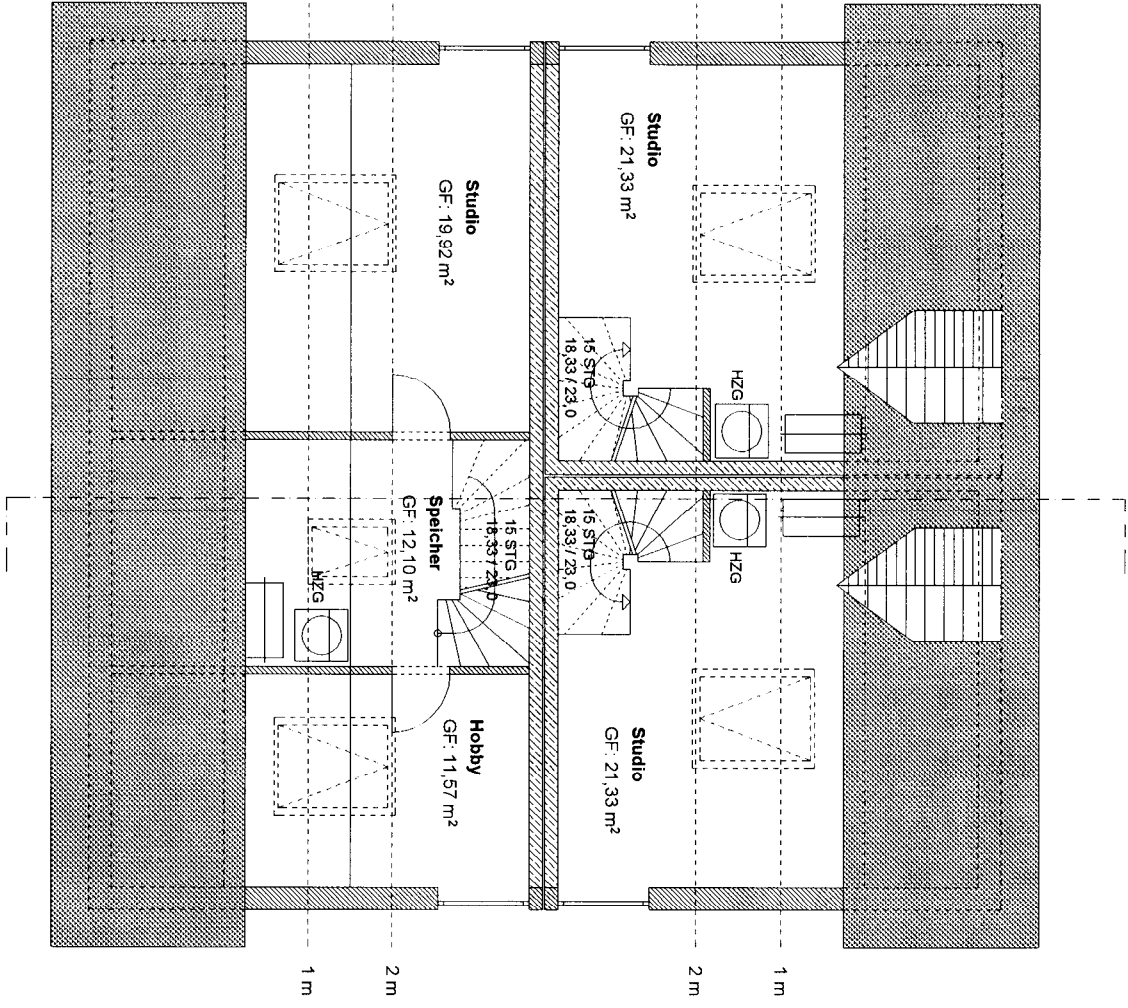 Studio
GF: 21,33 m²
Studio
GF: 19,92 m²
15 STG
18,33 / 23,0
HZG
Speicher
GF: 12,10 m²
15 STG
18,33 / 23,0
HZG
15 STG
18,33 / 23,0
HZG
Studio
GF: 21,33 m²
Hobby
GF: 11,57 m²
1 m
2 m
2 m
1 m